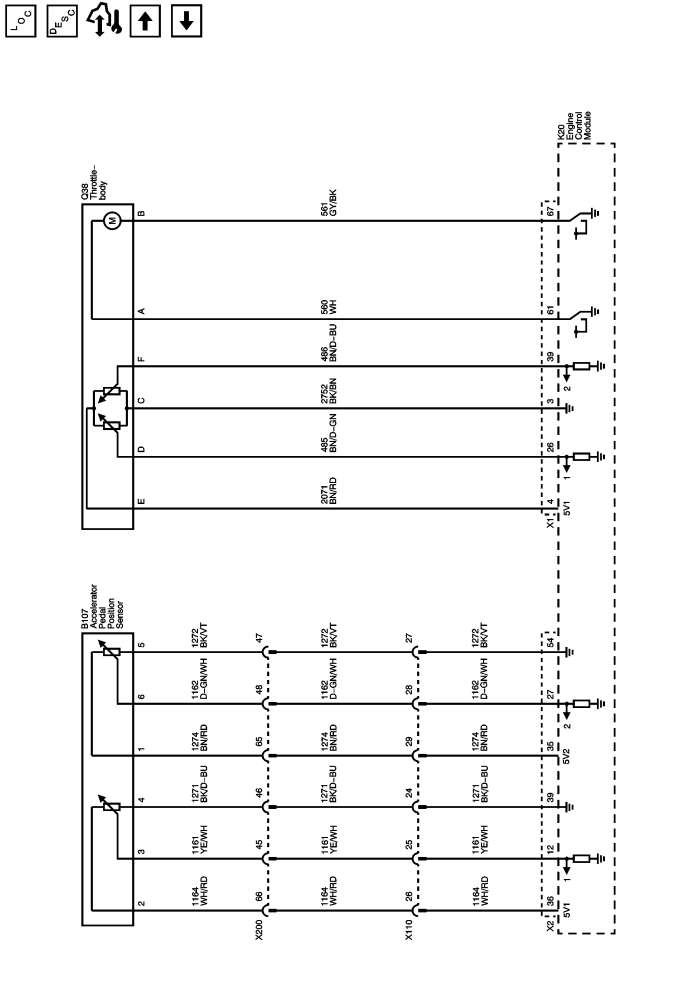 LOC
DESC
K20
Engine
Control
Module
Q38
Throttle–
body
M
B
561
GY/BK
67
A
560
WH
61
F
486
BN/D–BU
39
2
C
2752
BK/BN
3
D
485
BN/D–GN
26
1
E
2071
BN/RD
4
5V1
X1
B107
Accelerator
Pedal
Position
Sensor
5
1272
BK/VT
47
1272
BK/VT
27
1272
BK/VT
54
6
1162
D–GN/WH
48
1162
D–GN/WH
28
1162
D–GN/WH
27
2
1
1274
BN/RD
65
1274
BN/RD
29
1274
BN/RD
35
5V2
4
1271
BK/D–BU
46
1271
BK/D–BU
24
1271
BK/D–BU
39
3
1161
YE/WH
45
1161
YE/WH
25
1161
YE/WH
12
1
2
1164
WH/RD
66
1164
WH/RD
26
1164
WH/RD
36
5V1
X200
X110
X2